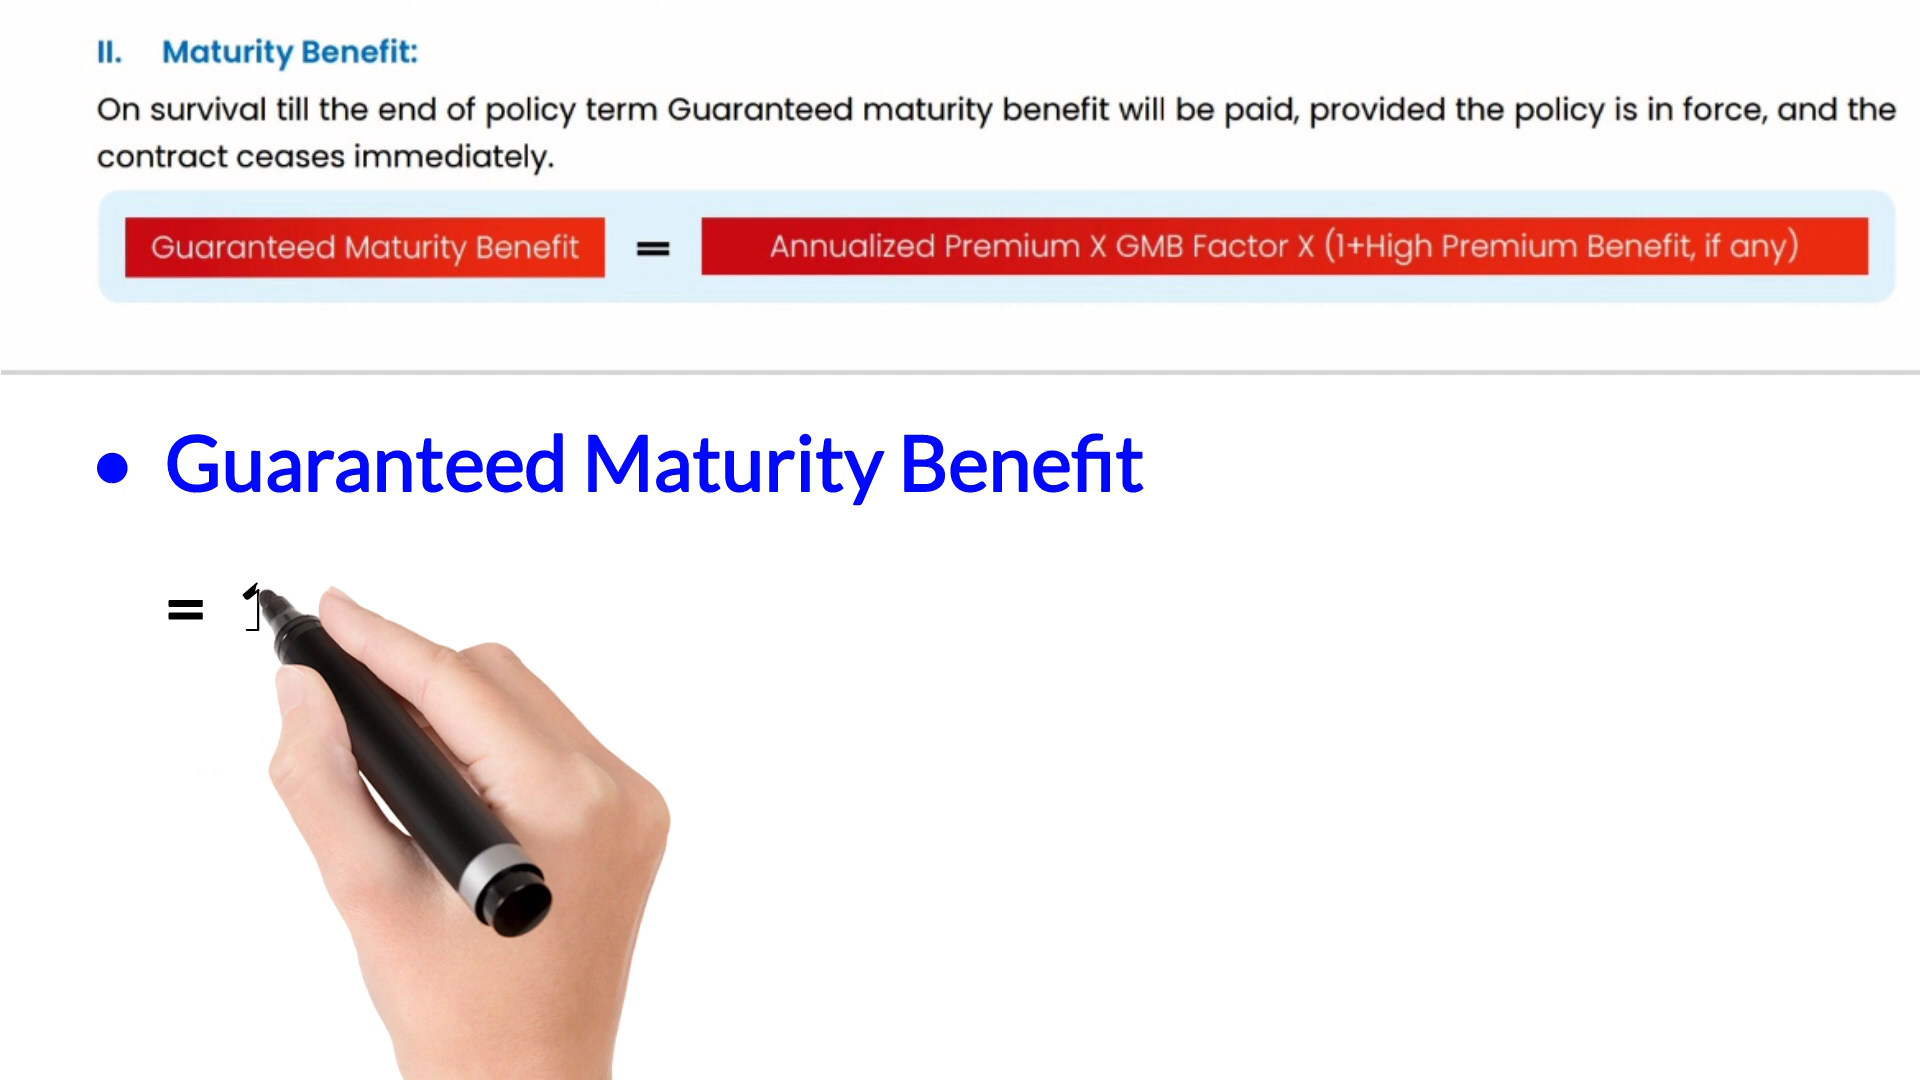 II. Maturity Benefit:
On survival till the end of policy term Guaranteed maturity benefit will be paid, provided the policy is in force, and the
contract ceases immediately.
Guaranteed Maturity Benefit = Annualized Premium X GMB Factor X (1+High Premium Benefit, if any)
• Guaranteed Maturity Benefit
= 1